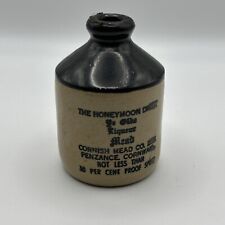 THE HONEYMOON DRINK
Ye Olde
Liqueur
Mead
CORNISH MEAD CO. LTD.
PENZANCE, CORNWALL
NOT LESS THAN
30 PER CENT PROOF SPIRIT